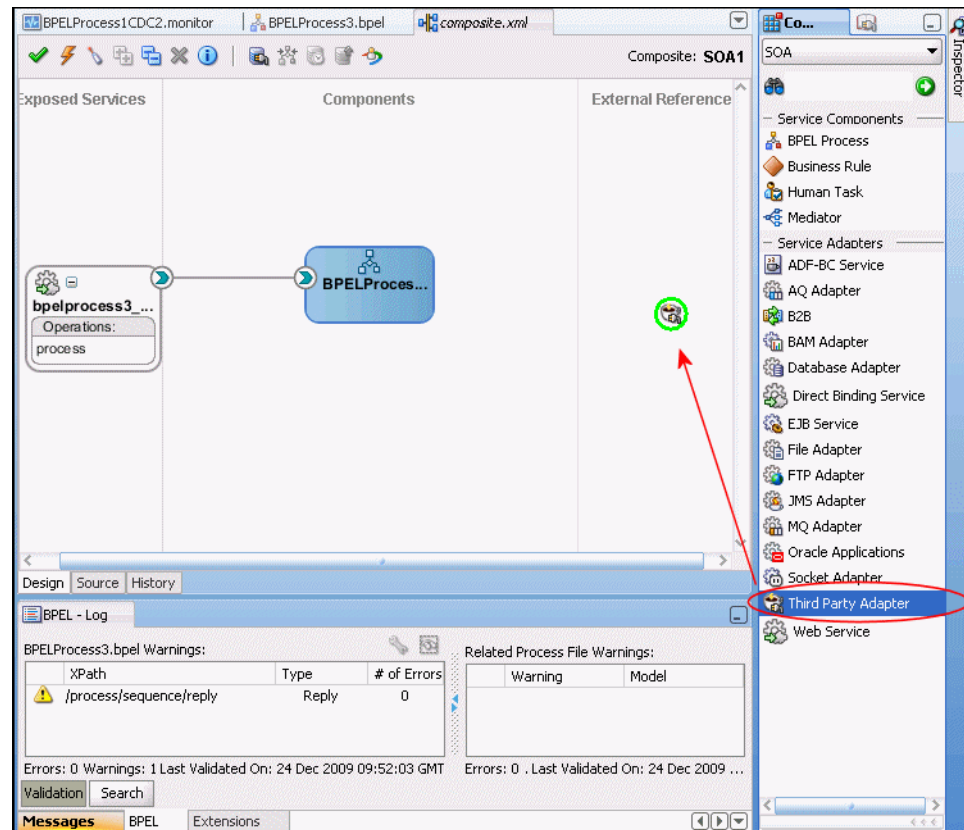 BPELProcess1CDC2.monitor
BPELProcess3.bpel
composite.xml
Composite: SOA1
Exposed Services
Components
External Reference
bpelprocess3_...
Operations:
process
BPELProces...
Design
Source
History
BPEL - Log
BPELProcess3.bpel Warnings:
XPath Type # of Errors
/process/sequence/reply Reply 0
Errors: 0 Warnings: 1 Last Validated On: 24 Dec 2009 09:52:03 GMT
Related Process File Warnings:
Warning Model
Errors: 0 . Last Validated On: 24 Dec 2009 ...
Validation
Search
Messages
BPEL
Extensions
Co...
SOA
Service Components
BPEL Process
Business Rule
Human Task
Mediator
Service Adapters
ADF-BC Service
AQ Adapter
B2B
BAM Adapter
Database Adapter
Direct Binding Service
EJB Service
File Adapter
FTP Adapter
JMS Adapter
MQ Adapter
Oracle Applications
Socket Adapter
Third Party Adapter
Web Service
Inspector